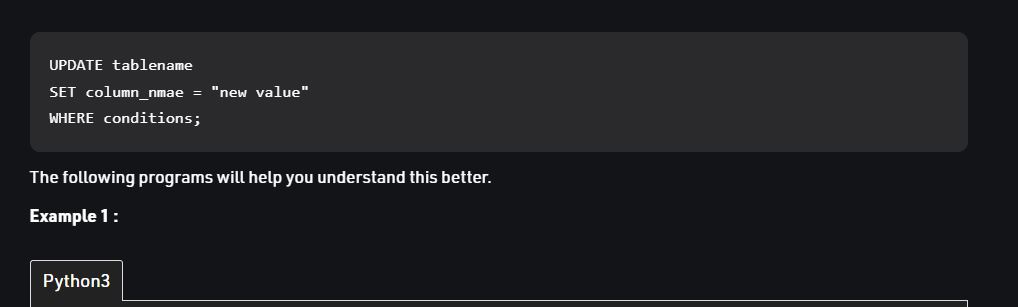 UPDATE tablename
SET column_nmae = "new value"
WHERE conditions;
The following programs will help you understand this better.
Example 1 :
Python3